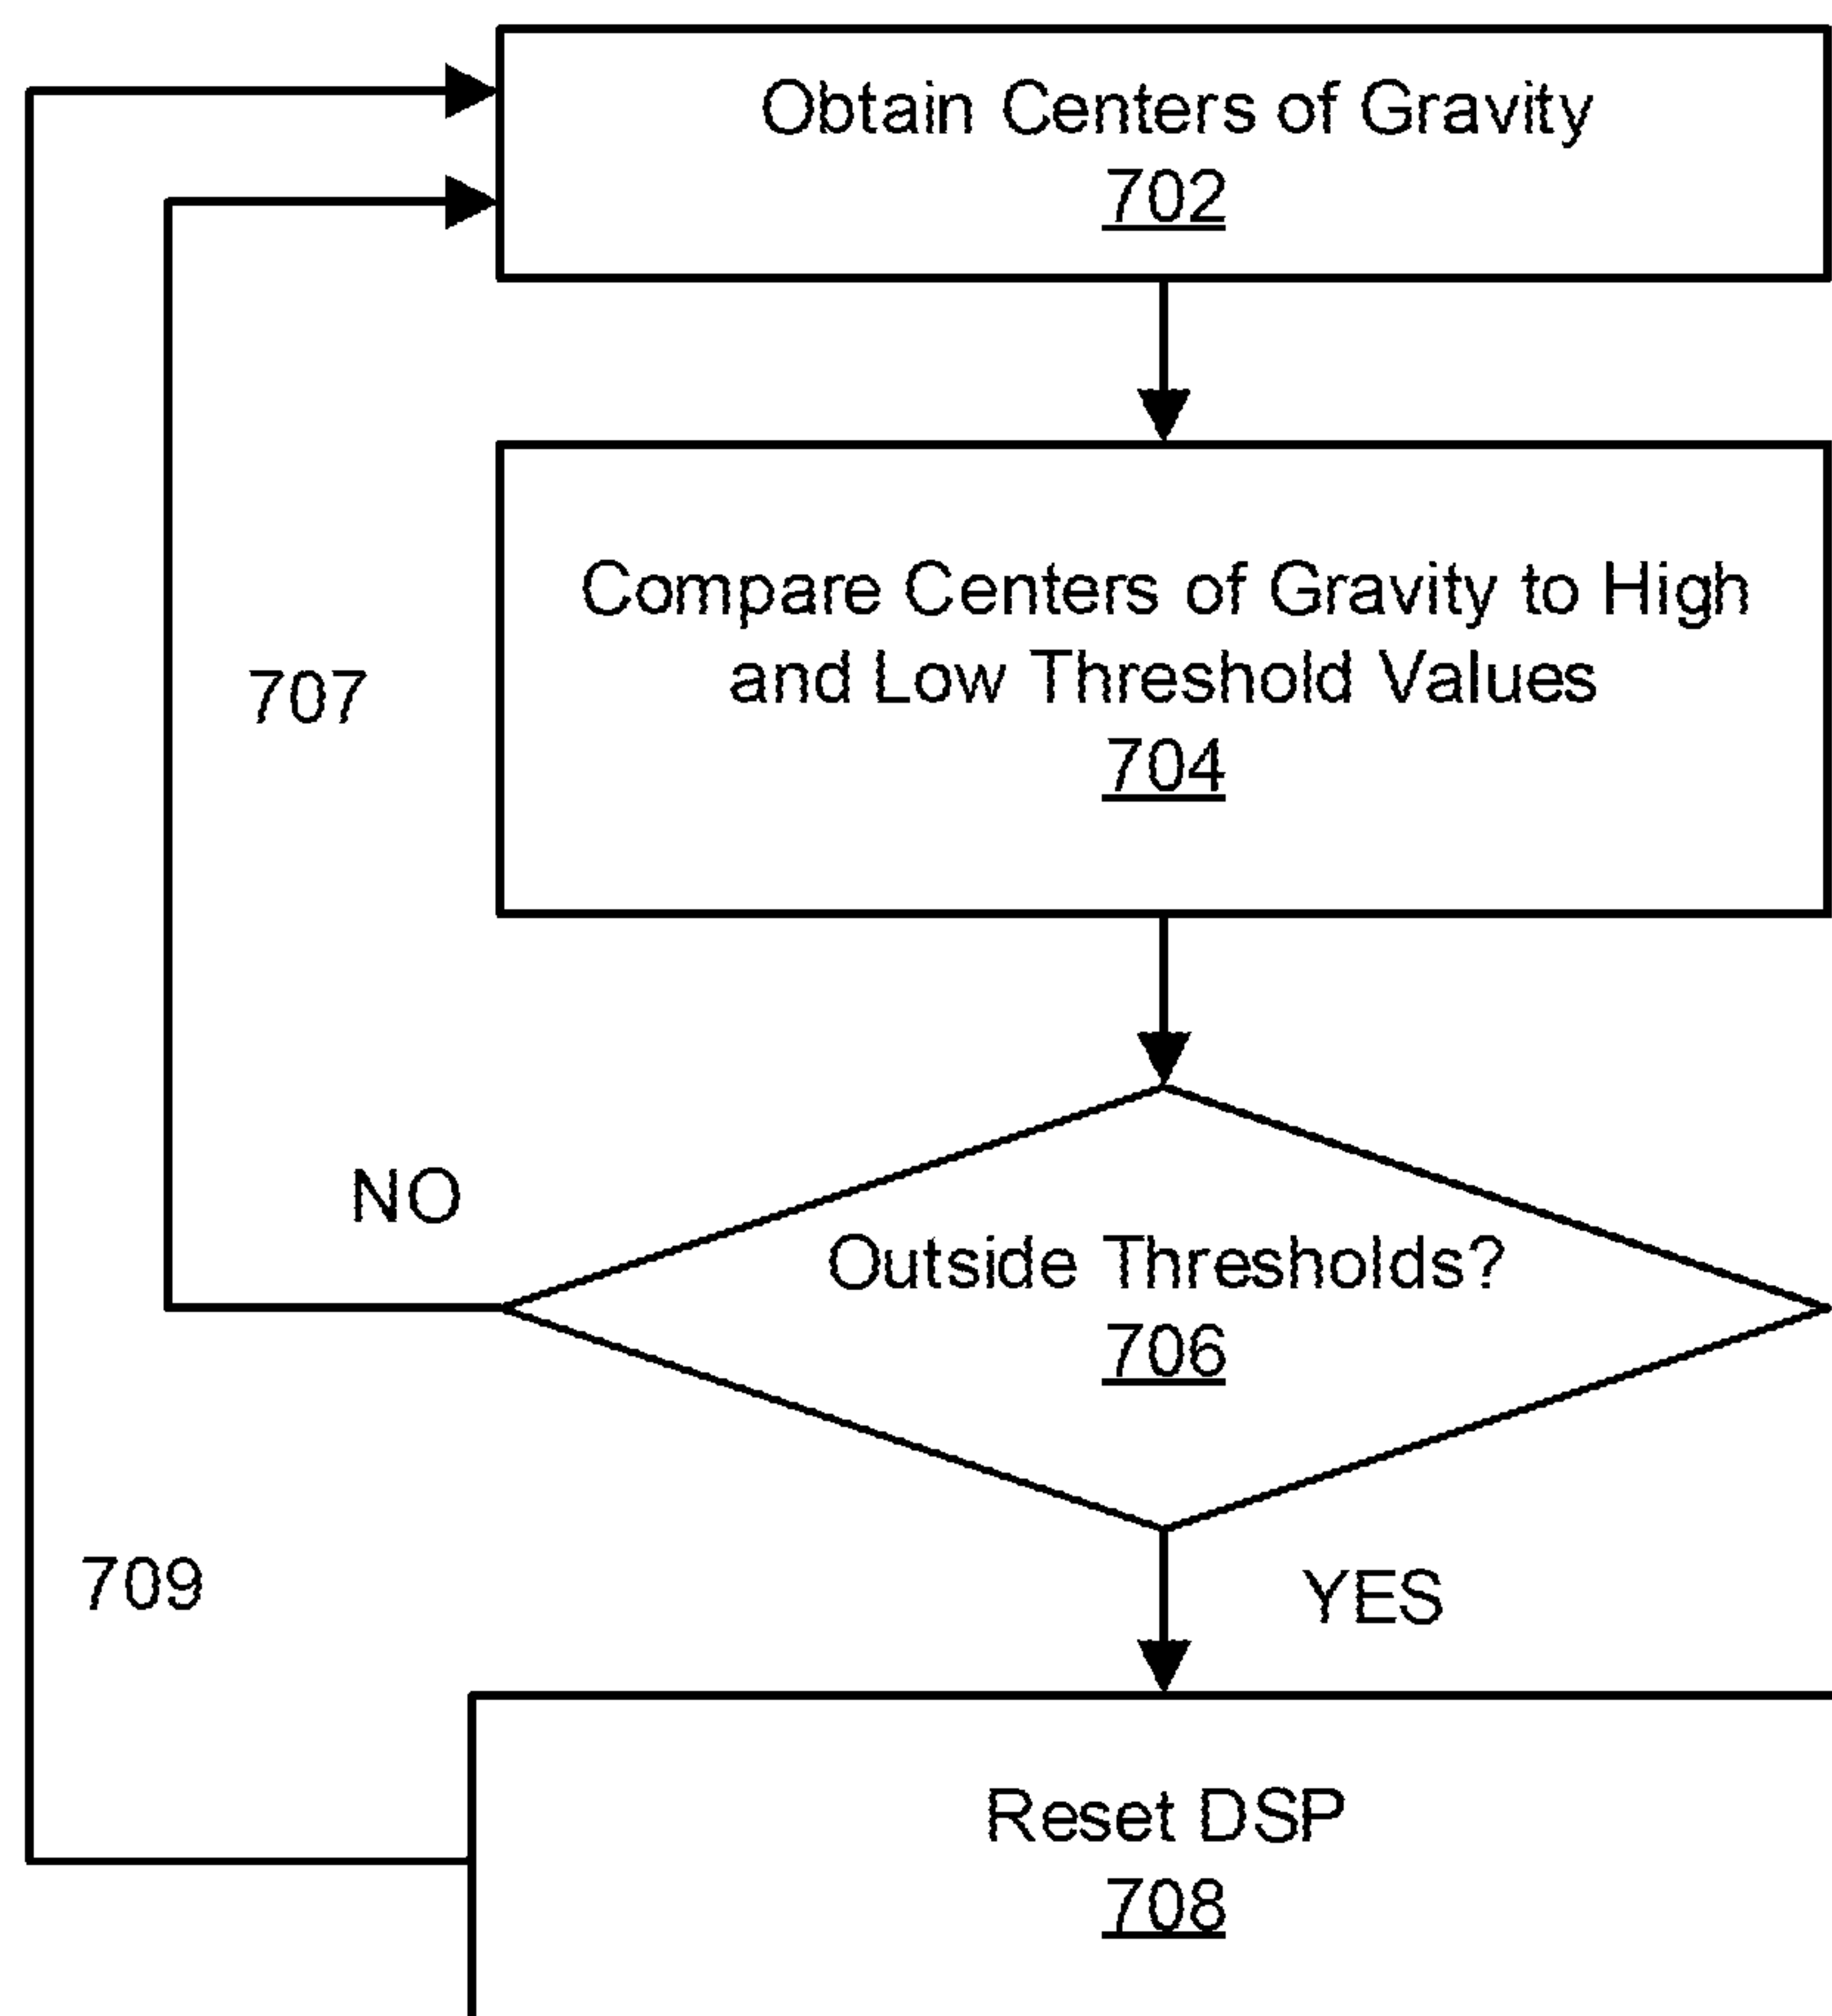 Obtain Centers of Gravity
702
Compare Centers of Gravity to High
and Low Threshold Values
704
707
NO
Outside Thresholds?
706
709
YES
Reset DSP
708